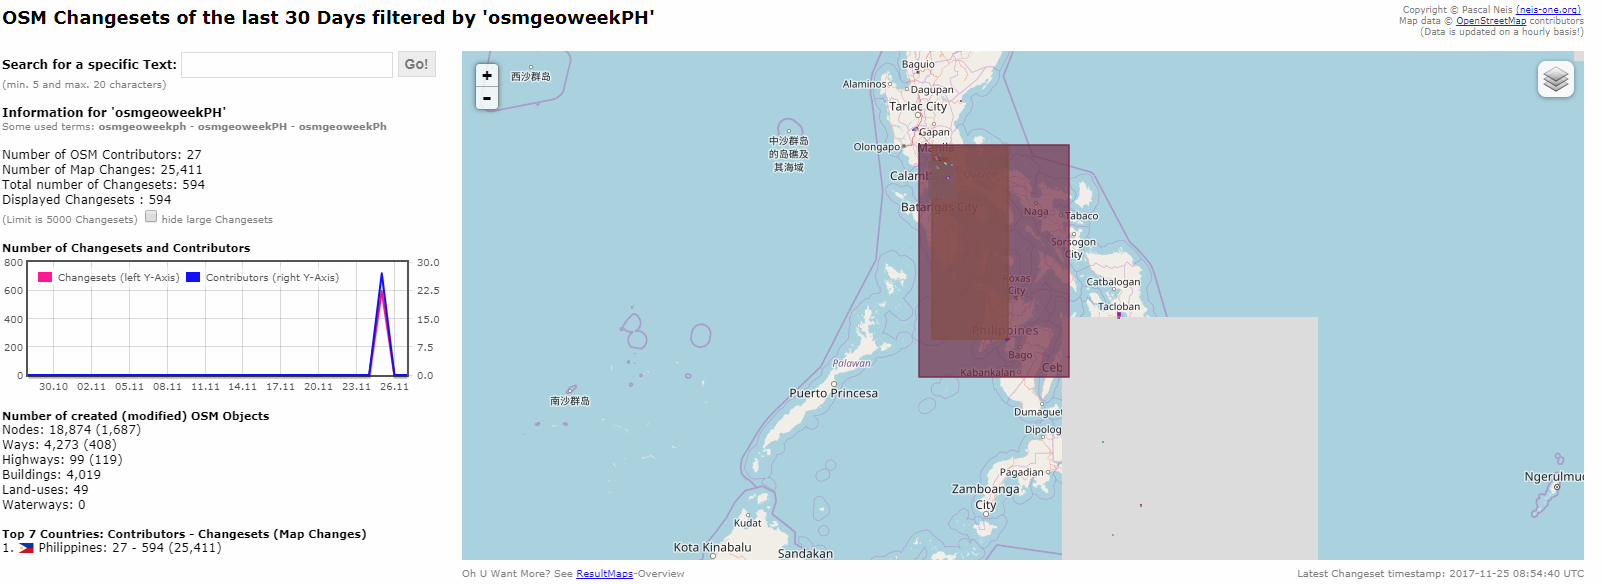 OSM Changesets of the last 30 Days filtered by 'osmgeoweekPH'
Copyright © Pascal Neis (neis-one.org)
Map data © OpenStreetMap contributors
(Data is updated on a hourly basis!)
Search for a specific Text: Go!
(min. 5 and max. 20 characters)
Information for 'osmgeoweekPH'
Some used terms: osmgeoweekph - osmgeoweekPH - osmgeoweekPh
Number of OSM Contributors: 27
Number of Map Changes: 25,411
Total number of Changesets: 594
Displayed Changesets : 594
(Limit is 5000 Changesets) hide large Changesets
Number of Changesets and Contributors
Changesets (left Y-Axis) Contributors (right Y-Axis)
800 30.0
600 22.5
400 15.0
200 7.5
0 0.0
30.10 02.11 05.11 08.11 11.11 14.11 17.11 20.11 23.11 26.11
Number of created (modified) OSM Objects
Nodes: 18,874 (1,687)
Ways: 4,273 (408)
Highways: 99 (119)
Buildings: 4,019
Land-uses: 49
Waterways: 0
Top 7 Countries: Contributors - Changesets (Map Changes)
1. Philippines: 27 - 594 (25,411)
+
-
西沙群岛
Baguio
Alaminos
Dagupan
Tarlac City
中沙群岛
的岛礁及
其海域
Gapan
Olongapo
Manila
Calamb
Batangas City
Naga
Tabaco
Sorsogon
City
Roxas
City
Catbalogan
Tacloban
Philippines
Bago
Kabankalan
Ceb
Palawan
Puerto Princesa
南沙群岛
Dumaguet
Dipolog
Pagadian
Zamboanga
City
Ngerulmu
Kudat
Kota Kinabalu
Sandakan
Oh U Want More? See ResultMaps-Overview
Latest Changeset timestamp: 2017-11-25 08:54:40 UTC